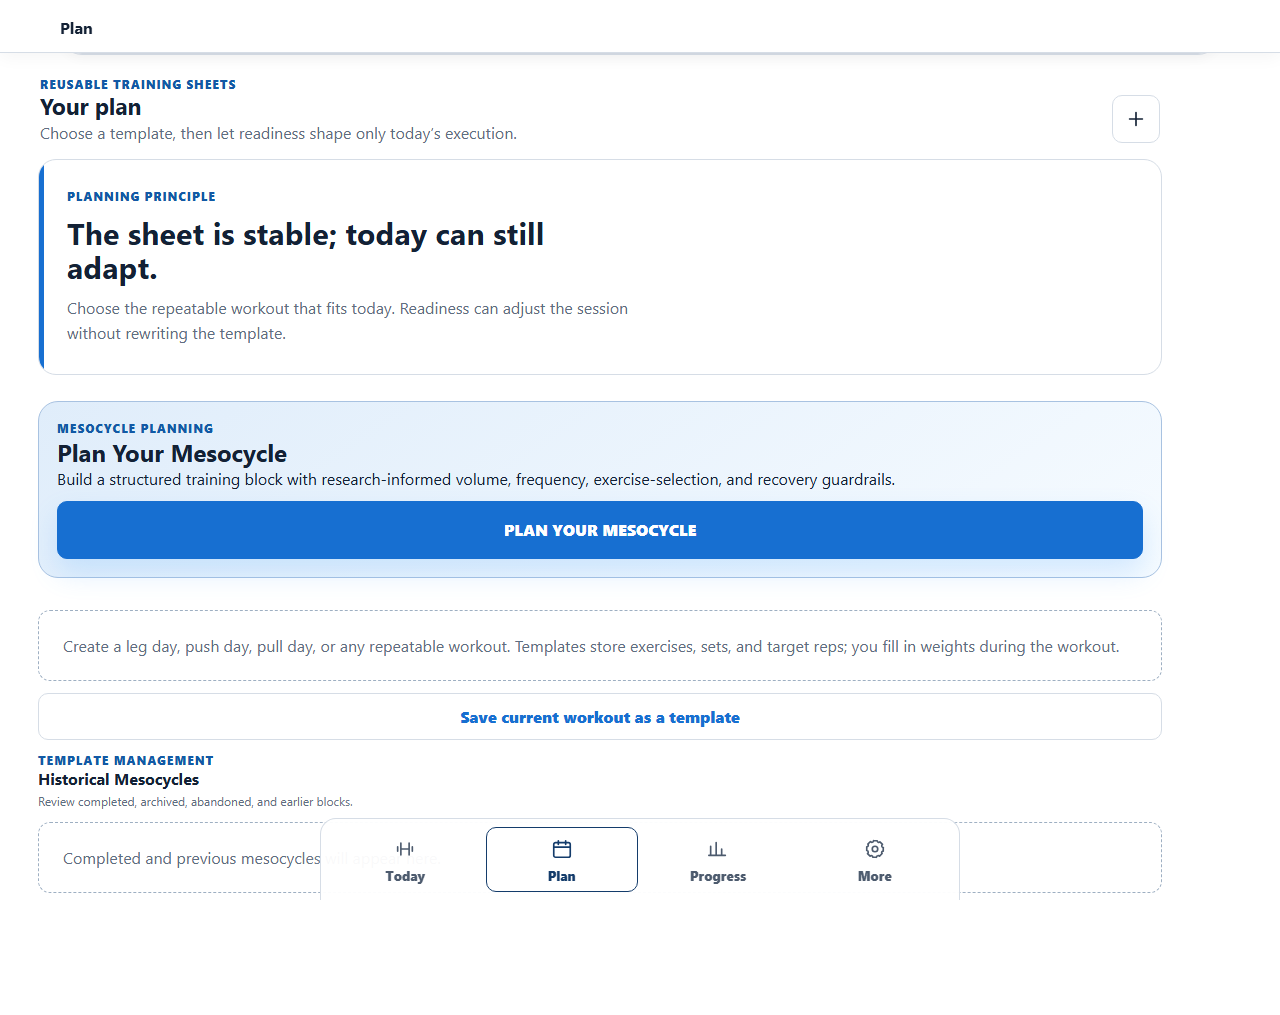 Plan
REUSABLE TRAINING SHEETS
Your plan
Choose a template, then let readiness shape only today's execution.
PLANNING PRINCIPLE
The sheet is stable; today can still
adapt.
Choose the repeatable workout that fits today. Readiness can adjust the session
without rewriting the template.
MESOCYCLE PLANNING
Plan Your Mesocycle
Build a structured training block with research-informed volume, frequency, exercise-selection, and recovery guardrails.
PLAN YOUR MESOCYCLE
Create a leg day, push day, pull day, or any repeatable workout. Templates store exercises, sets, and target reps; you fill in weights during the workout.
Save current workout as a template
TEMPLATE MANAGEMENT
Historical Mesocycles
Review completed, archived, abandoned, and earlier blocks.
Completed and previous mesocycles will appear here.
Today
Plan
Progress
More